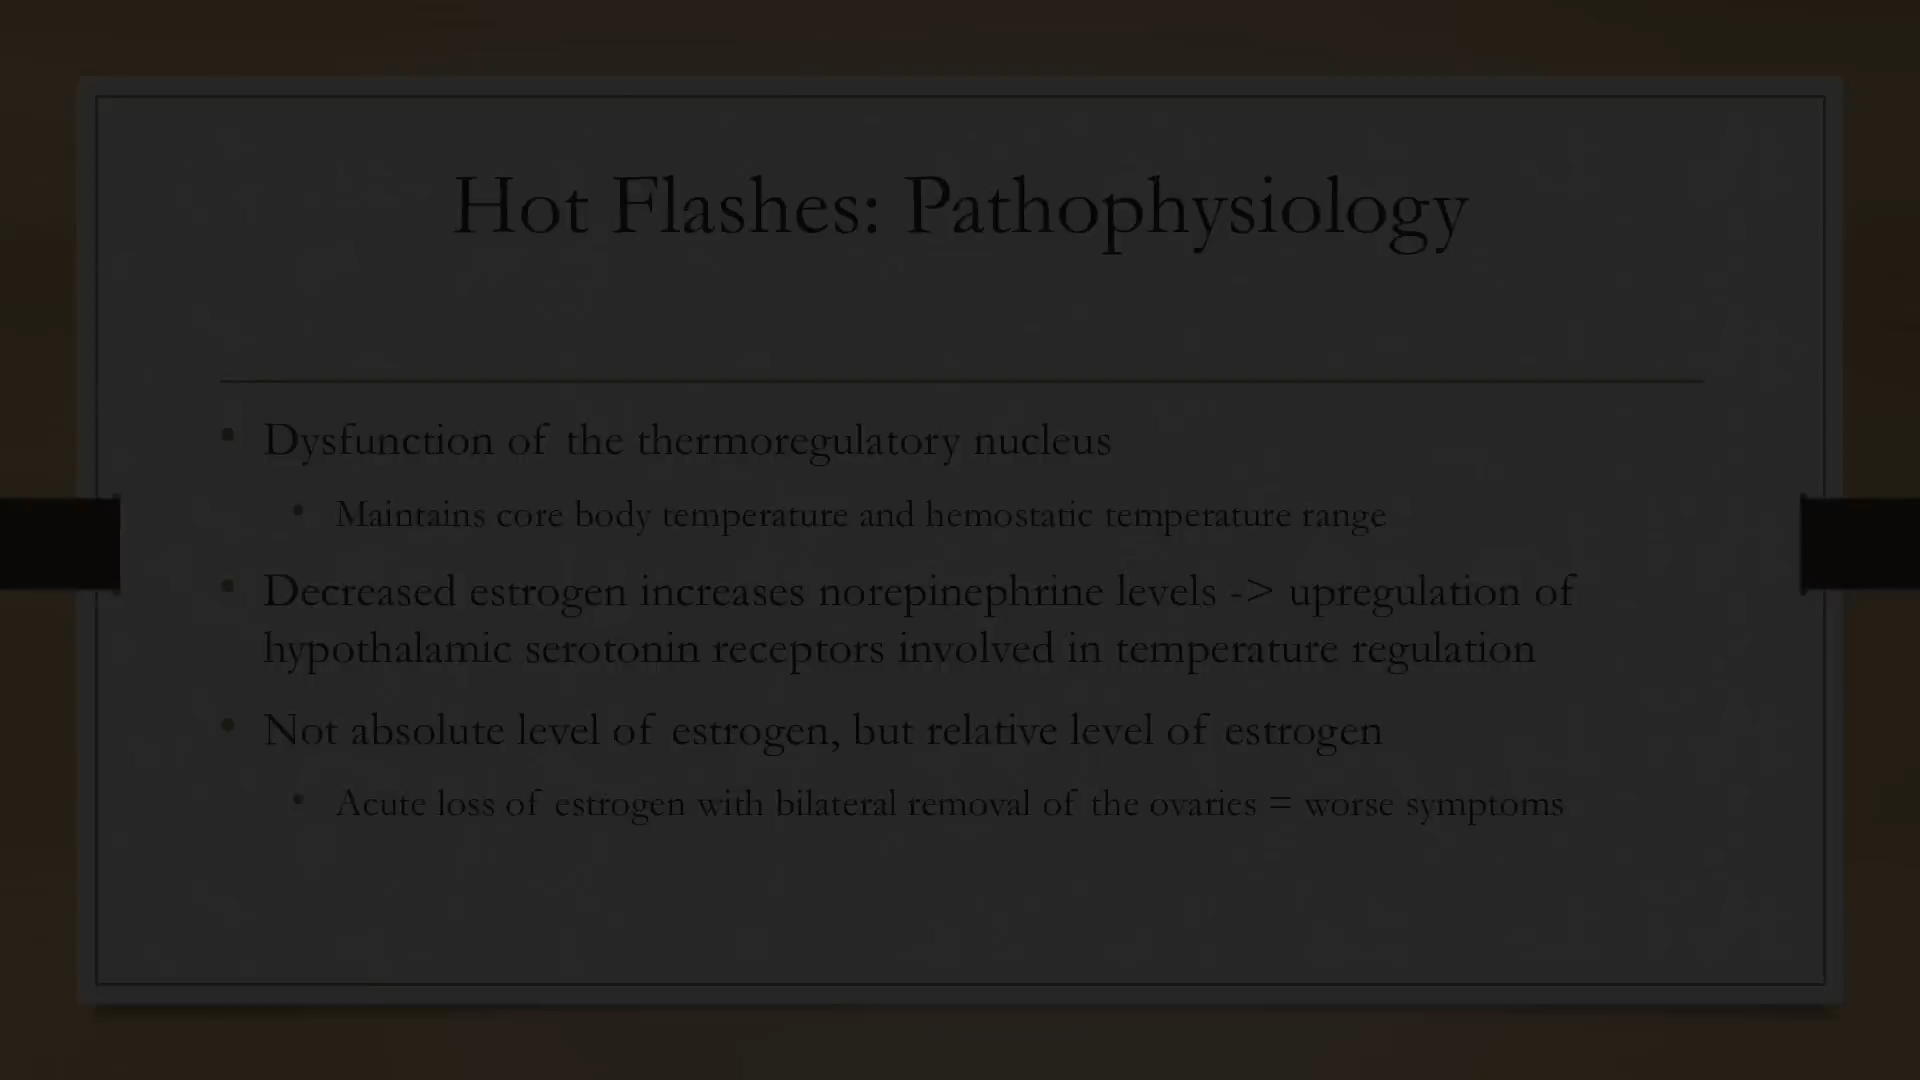 Hot Flashes: Pathophysiology
• Dysfunction of the thermoregulatory nucleus
• Maintains core body temperature and hemostatic temperature range
• Decreased estrogen increases norepinephrine levels -> upregulation of
hypothalamic serotonin receptors involved in temperature regulation
• Not absolute level of estrogen, but relative level of estrogen
• Acute loss of estrogen with bilateral removal of the ovaries = worse symptoms